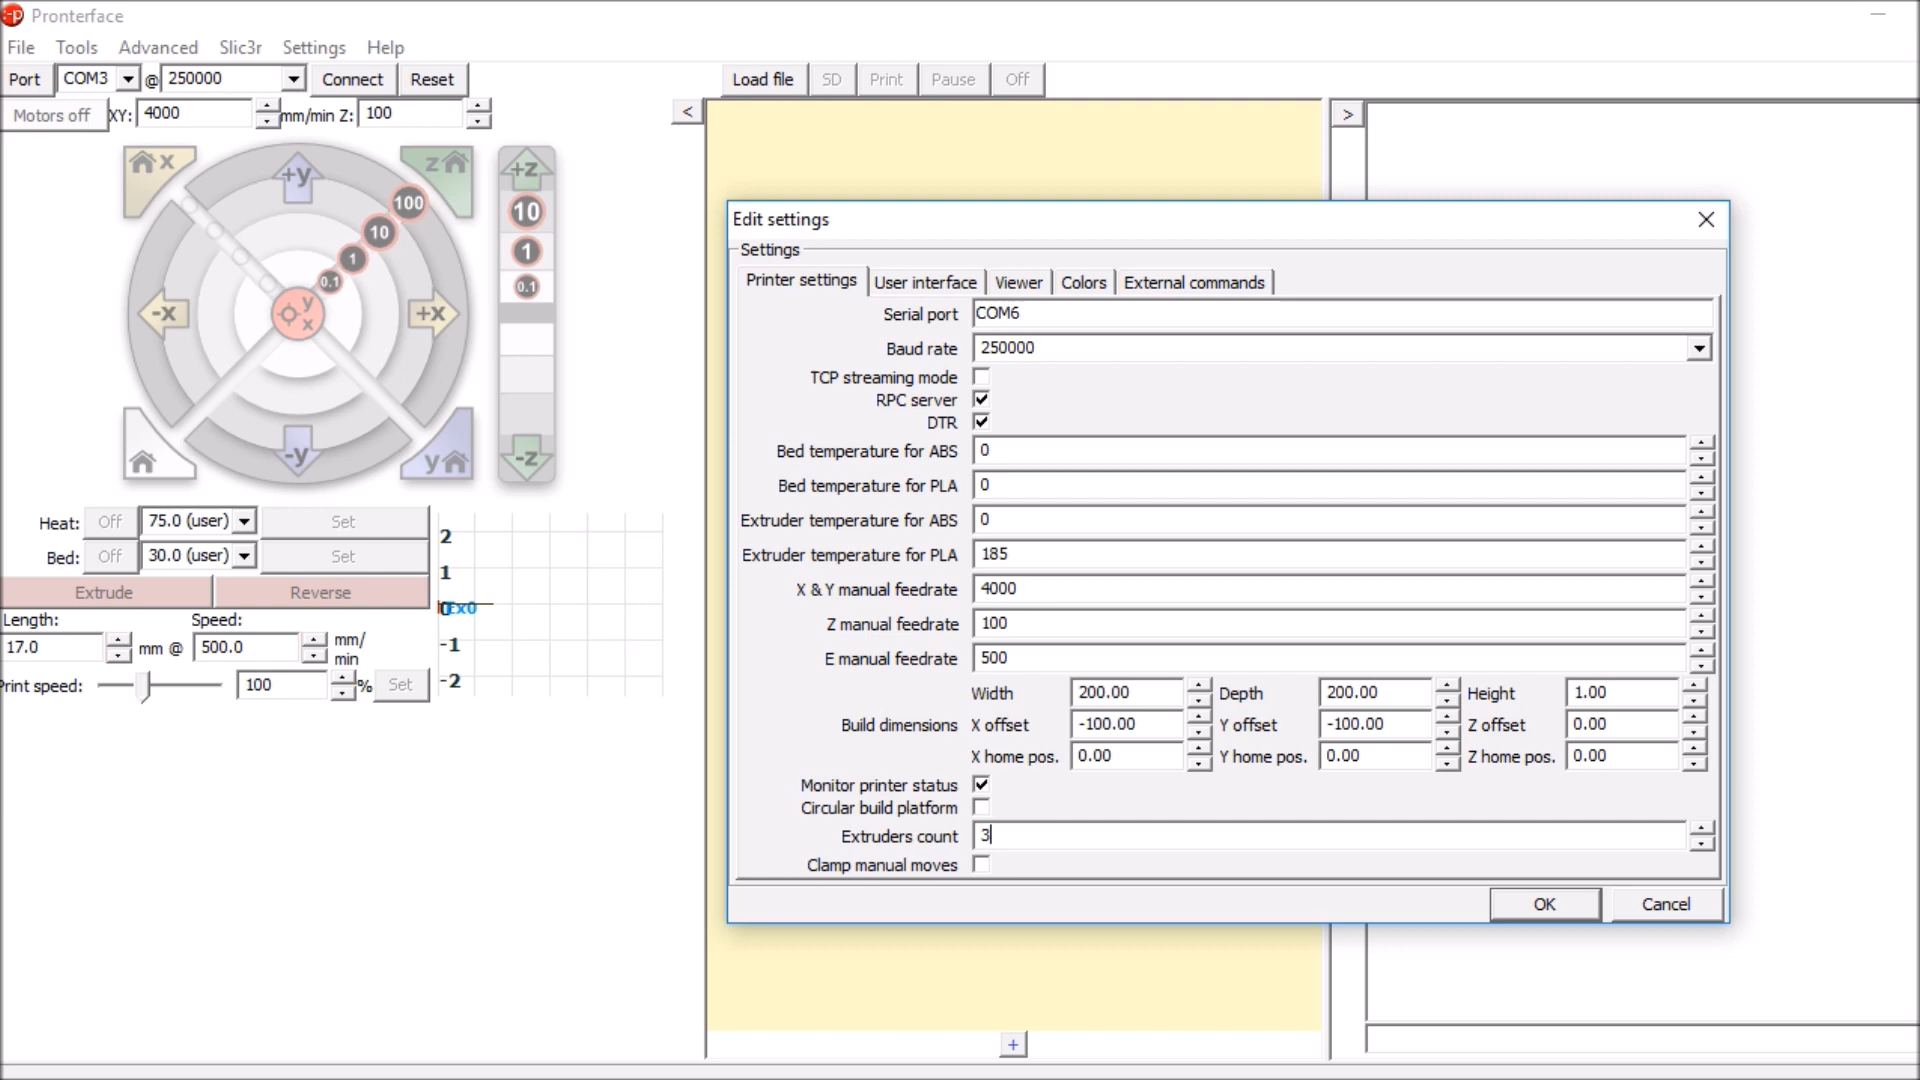 Pronterface
File Tools Advanced Slic3r Settings Help
Port COM3 @ 250000 Connect Reset Load file SD Print Pause Off
Motors off XY: 4000 mm/min Z: 100 < >
x +y z +z
100 10
10 1
1 0.1
0.1
-x y x +x
-y y -z
Edit settings
Settings
Printer settings User interface Viewer Colors External commands
Serial port COM6
Baud rate 250000
TCP streaming mode
RPC server
DTR
Bed temperature for ABS 0
Bed temperature for PLA 0
Extruder temperature for ABS 0
Extruder temperature for PLA 185
X & Y manual feedrate 4000
Z manual feedrate 100
E manual feedrate 500
Width 200.00 Depth 200.00 Height 1.00
Build dimensions X offset -100.00 Y offset -100.00 Z offset 0.00
X home pos. 0.00 Y home pos. 0.00 Z home pos. 0.00
Monitor printer status
Circular build platform
Extruders count 3
Clamp manual moves
OK Cancel
Heat: Off 75.0 (user) Set
Bed: Off 30.0 (user) Set
Extrude Reverse
Length: Speed:
17.0 mm @ 500.0 mm/
min
Print speed: 100 % Set
2
1
0 Ex0
-1
-2
+